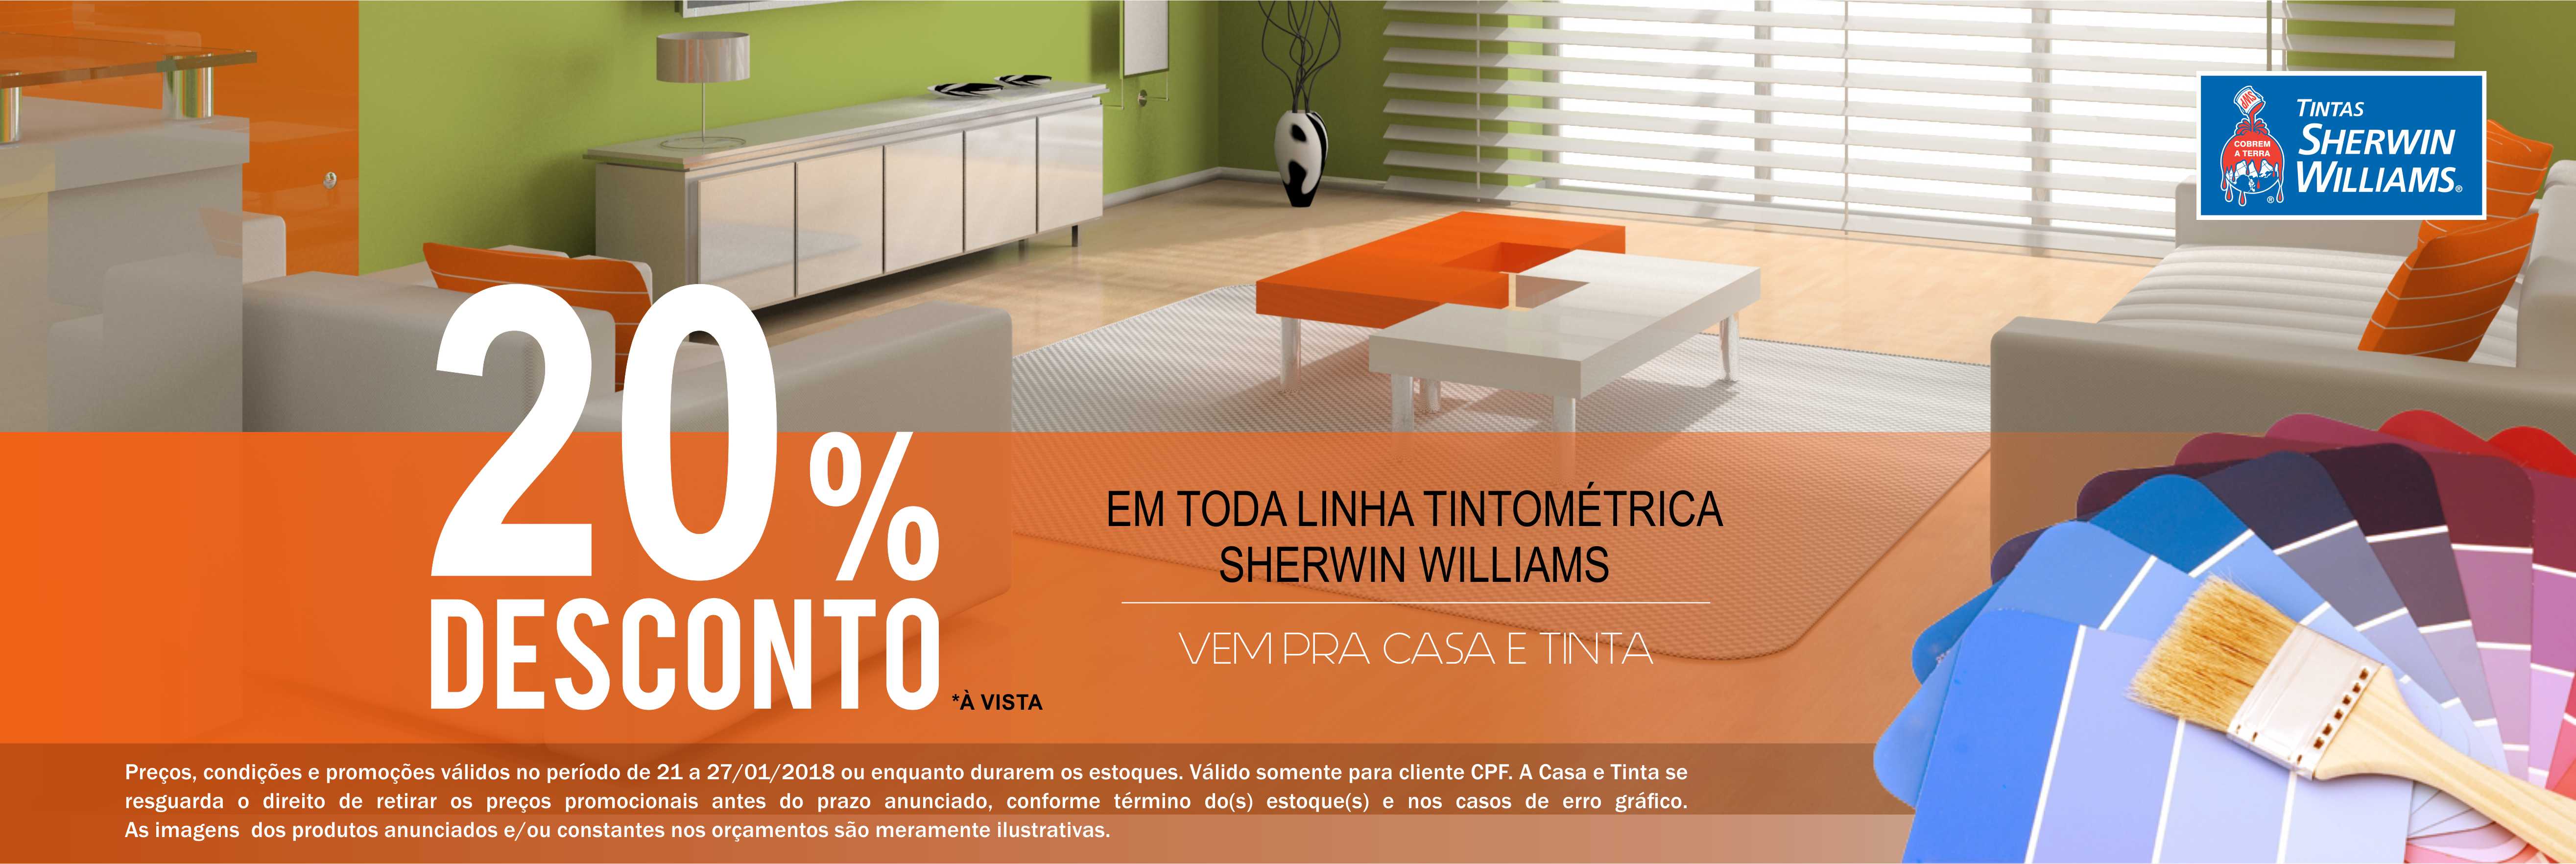 SWP
COBREM
A TERRA
TINTAS
SHERWIN
WILLIAMS®
20%
DESCONTO
*À VISTA
EM TODA LINHA TINTOMÉTRICA
SHERWIN WILLIAMS
VEM PRA CASA E TINTA
Preços, condições e promoções válidos no período de 21 a 27/01/2018 ou enquanto durarem os estoques. Válido somente para cliente CPF. A Casa e Tinta se
resguarda o direito de retirar os preços promocionais antes do prazo anunciado, conforme término do(s) estoque(s) e nos casos de erro gráfico.
As imagens dos produtos anunciados e/ou constantes nos orçamentos são meramente ilustrativas.